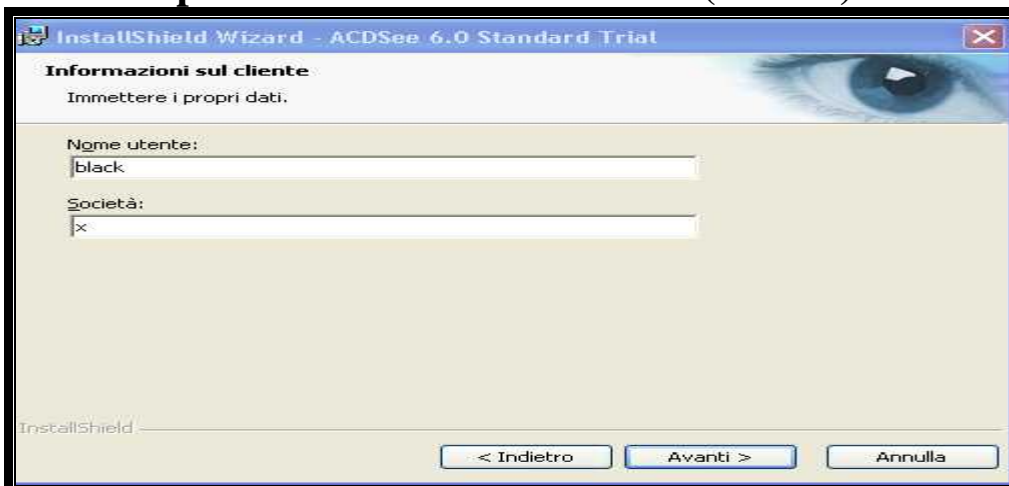 InstallShield Wizard - ACDSee 6.0 Standard Trial
Informazioni sul cliente
Immettere i propri dati.
Nome utente:
black
Società:
x
InstallShield
< Indietro Avanti > Annulla